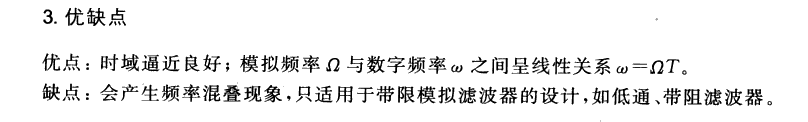 3. 优缺点
优点：时域逼近良好；模拟频率 Ω 与数字频率 ω 之间呈线性关系 ω=ΩT。
缺点：会产生频率混叠现象，只适用于带限模拟滤波器的设计，如低通、带阻滤波器。